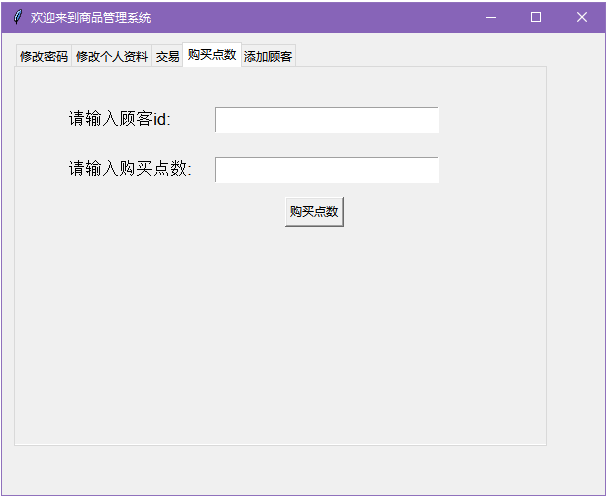 欢迎来到商品管理系统
修改密码 修改个人资料 交易 购买点数 添加顾客
请输入顾客id:
请输入购买点数:
购买点数